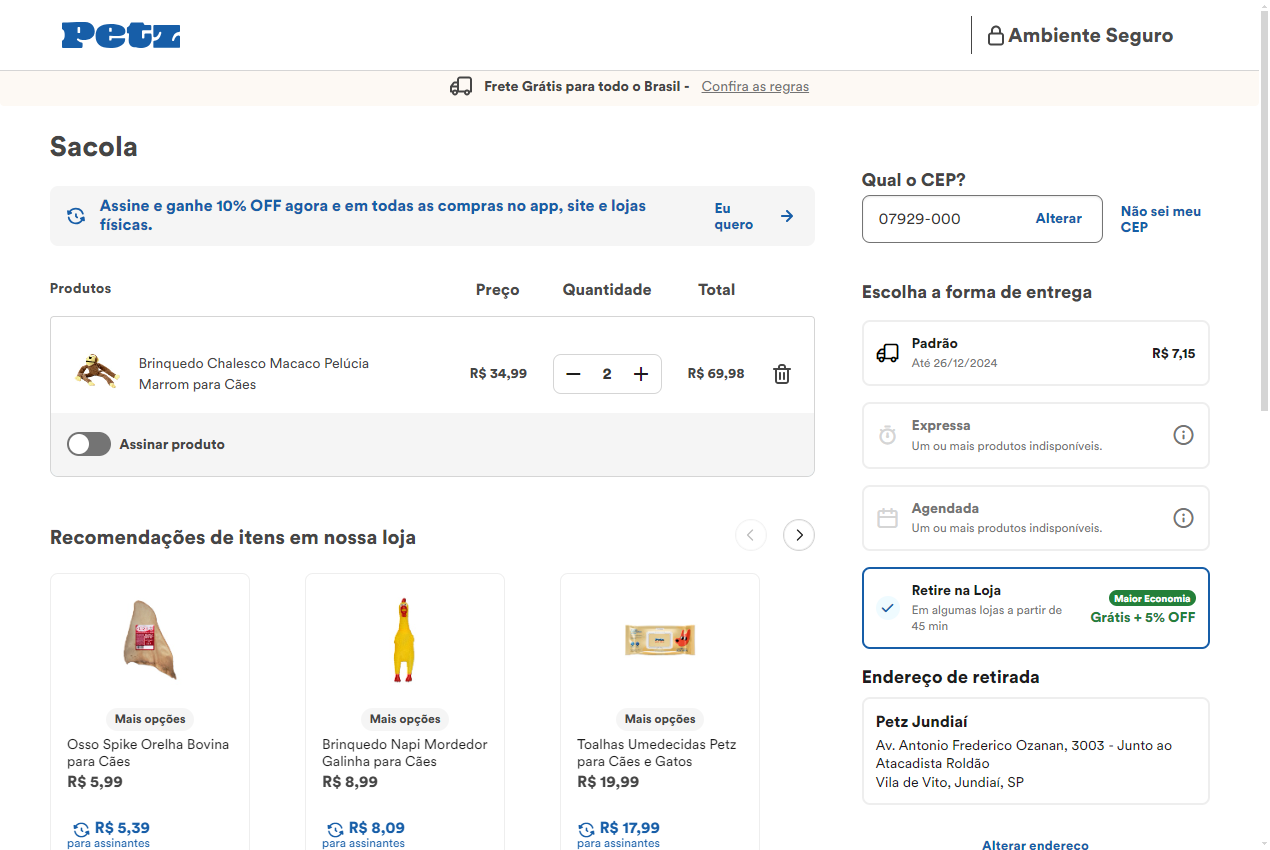 Petz
Ambiente Seguro
Frete Grátis para todo o Brasil - Confira as regras
Sacola
Assine e ganhe 10% OFF agora e em todas as compras no app, site e lojas
físicas.
Eu
quero
Produtos
Preço
Quantidade
Total
Brinquedo Chalesco Macaco Pelúcia
Marrom para Cães
R$ 34,99
2
R$ 69,98
Assinar produto
Recomendações de itens em nossa loja
Mais opções
Osso Spike Orelha Bovina
para Cães
R$ 5,99
R$ 5,39
para assinantes
Mais opções
Brinquedo Napi Mordedor
Galinha para Cães
R$ 8,99
R$ 8,09
para assinantes
Mais opções
Toalhas Umedecidas Petz
para Cães e Gatos
R$ 19,99
R$ 17,99
para assinantes
Qual o CEP?
07929-000
Alterar
Não sei meu
CEP
Escolha a forma de entrega
Padrão
Até 26/12/2024
R$ 7,15
Expressa
Um ou mais produtos indisponíveis.
Agendada
Um ou mais produtos indisponíveis.
Retire na Loja
Em algumas lojas a partir de
45 min
Maior Economia
Grátis + 5% OFF
Endereço de retirada
Petz Jundiaí
Av. Antonio Frederico Ozanan, 3003 - Junto ao
Atacadista Roldão
Vila de Vito, Jundiaí, SP
Alterar endereço